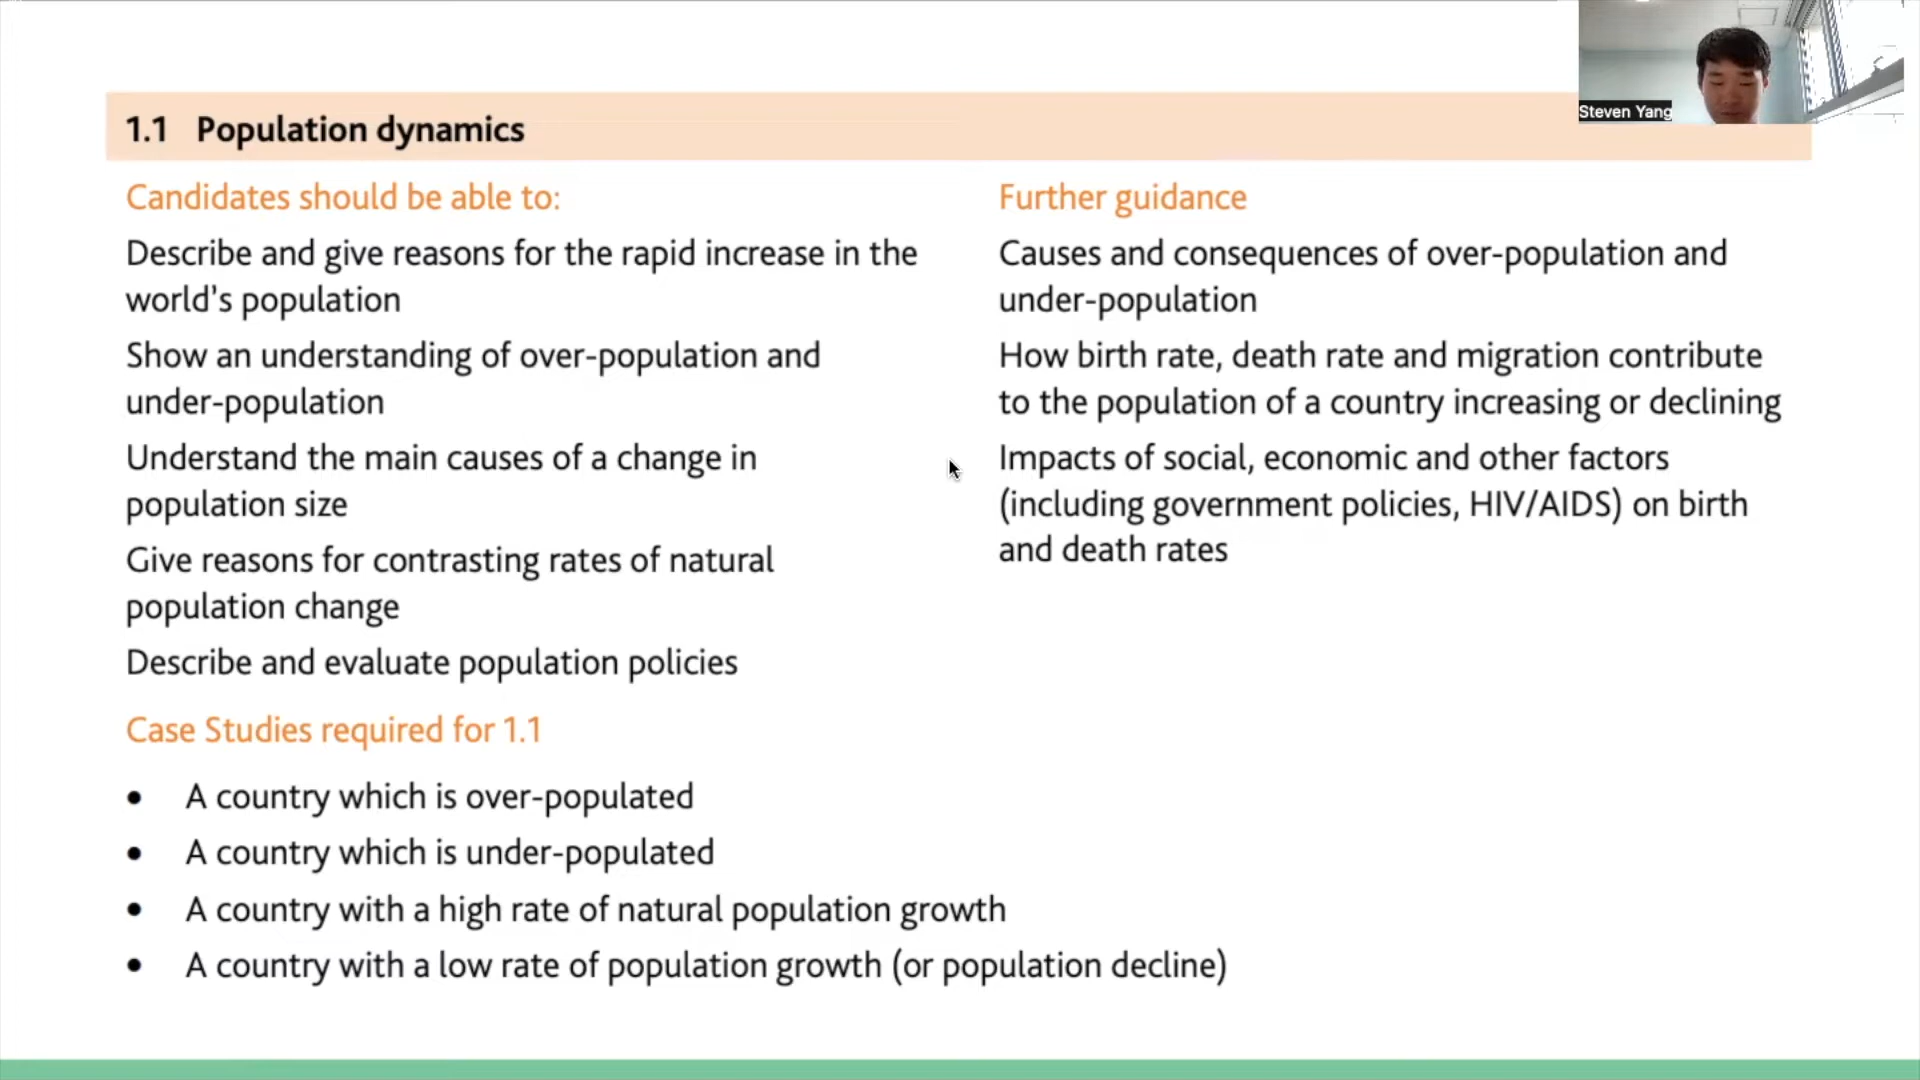 1.1 Population dynamics
Steven Yang
Candidates should be able to:
Describe and give reasons for the rapid increase in the
world's population
Show an understanding of over-population and
under-population
Understand the main causes of a change in
population size
Give reasons for contrasting rates of natural
population change
Describe and evaluate population policies
Further guidance
Causes and consequences of over-population and
under-population
How birth rate, death rate and migration contribute
to the population of a country increasing or declining
Impacts of social, economic and other factors
(including government policies, HIV/AIDS) on birth
and death rates
Case Studies required for 1.1
• A country which is over-populated
• A country which is under-populated
• A country with a high rate of natural population growth
• A country with a low rate of population growth (or population decline)